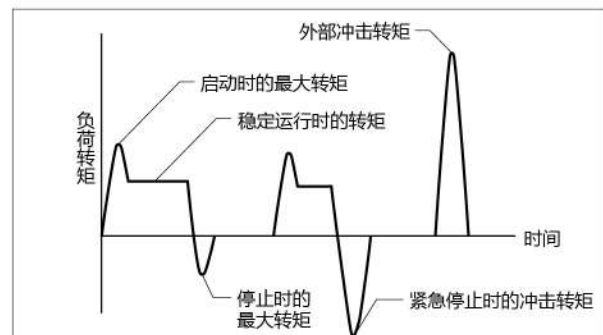 外部冲击转矩
启动时的最大转矩
稳定运行时的转矩
负荷转矩
时间
停止时的
最大转矩
紧急停止时的冲击转矩